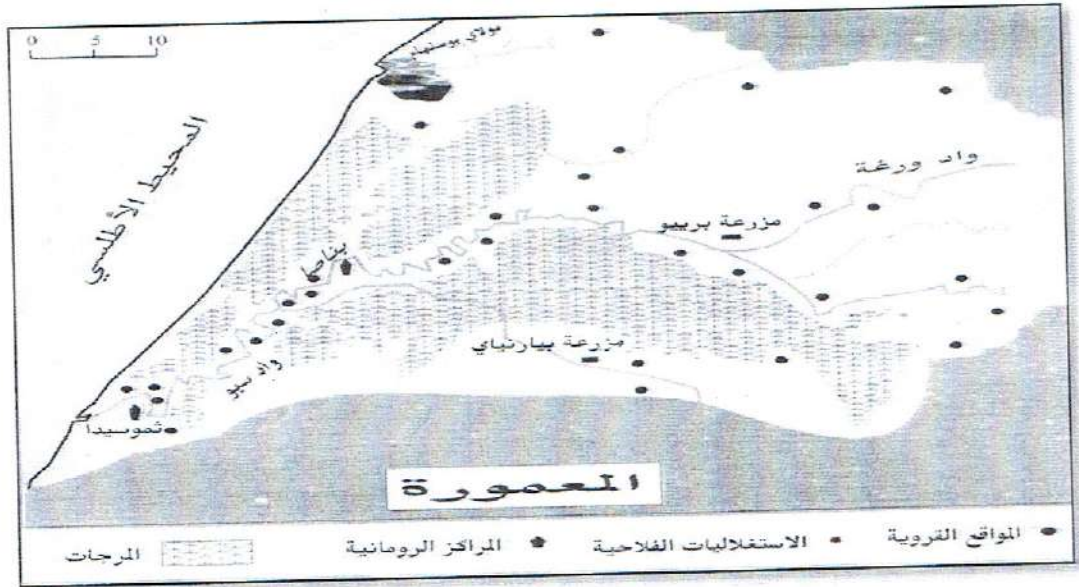 0 5 10
مولاي بوسلهام
المحيط الأطلسي
واد ورغة
مزرعة بريبيو
بناصا
مزرعة بيارنباي
واد سبو
ثموسيدا
المعمورة
المواقع القروية
الاستغلاليات الفلاحية
المراكز الرومانية
المرجات